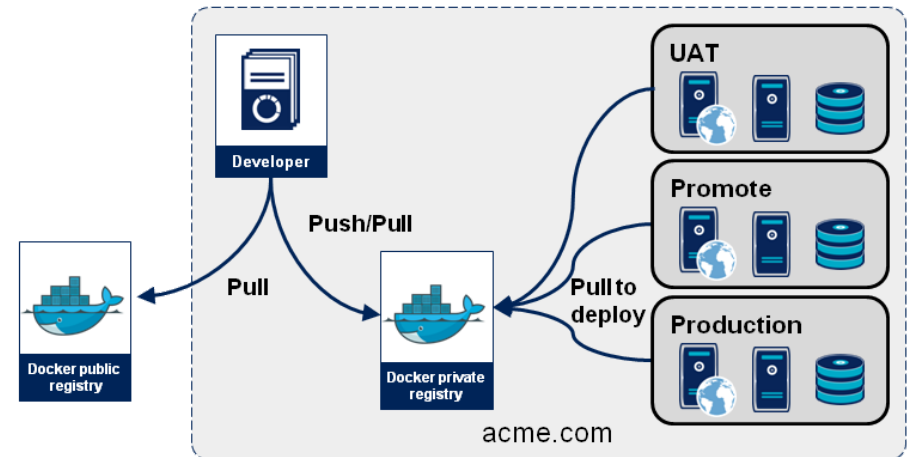 UAT
Developer
Promote
Push/Pull
Pull
Pull to
deploy
Production
Docker public
registry
Docker private
registry
acme.com